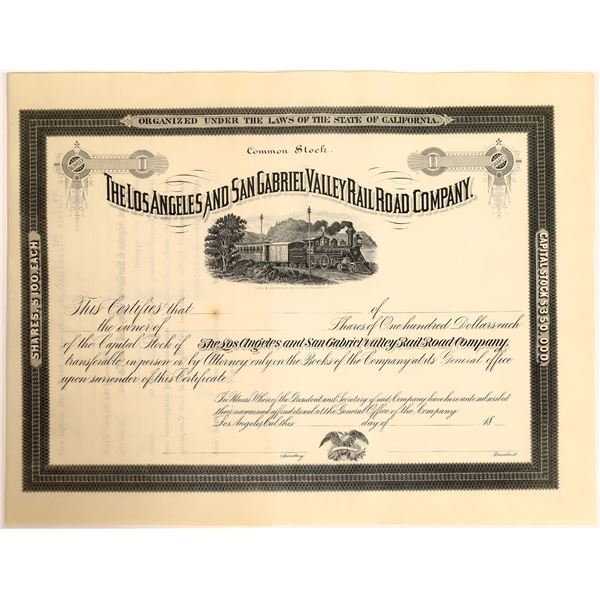 ORGANIZED UNDER THE LAWS OF THE STATE OF CALIFORNIA.
Common Stock.
THE LOS ANGELES AND SAN GABRIEL VALLEY RAIL ROAD COMPANY.
SHARES, $100 EACH
CAPITAL STOCK $350,000.
This Certifies that of
the owner of Shares of One hundred Dollars each
of the Capital Stock of The Los Angeles and San Gabriel Valley Rail Road Company
transferable in person or by Attorney only on the Books of the Company at its General office
upon surrender of this Certificate.
In Witness Whereof the President and Secretary of said Company have hereunto subscribed
their names and affixed its seal at the General Office of the Company
Los Angeles Cal. this day of 18
Secretary President